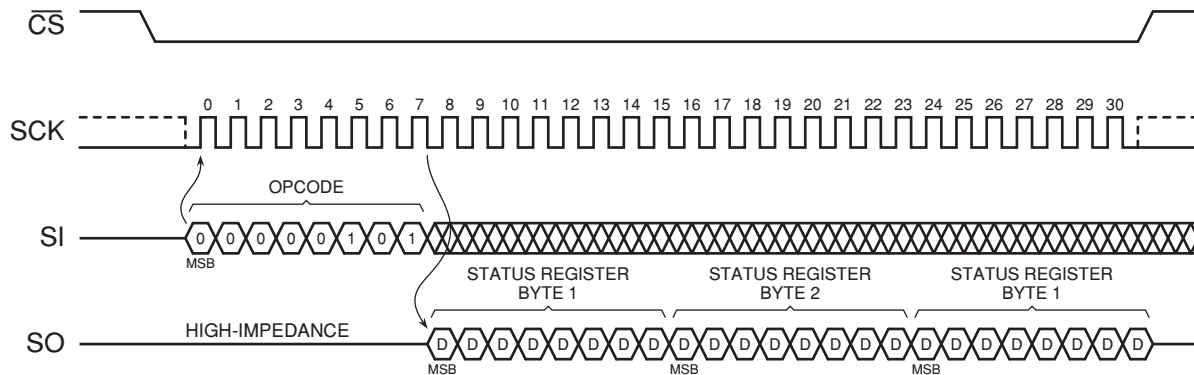 CS
SCK
0 1 2 3 4 5 6 7 8 9 10 11 12 13 14 15 16 17 18 19 20 21 22 23 24 25 26 27 28 29 30
OPCODE
SI
0 0 0 0 0 1 0 1
MSB
STATUS REGISTER
BYTE 1
STATUS REGISTER
BYTE 2
STATUS REGISTER
BYTE 1
SO
HIGH-IMPEDANCE
D D D D D D D D D D D D D D D D D D D D D D D D
MSB MSB MSB